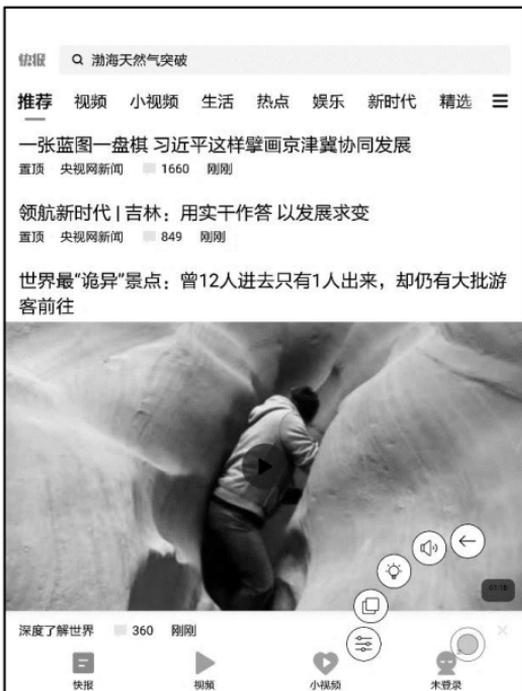 快报 渤海天然气突破
推荐 视频 小视频 生活 热点 娱乐 新时代 精选
一张蓝图一盘棋 习近平这样擘画京津冀协同发展
置顶 央视网新闻 1660 刚刚
领航新时代 | 吉林：用实干作答 以发展求变
置顶 央视网新闻 849 刚刚
世界最“诡异”景点：曾12人进去只有1人出来，却仍有大批游
客前往
深度了解世界 360 刚刚
快报 视频 小视频 未登录